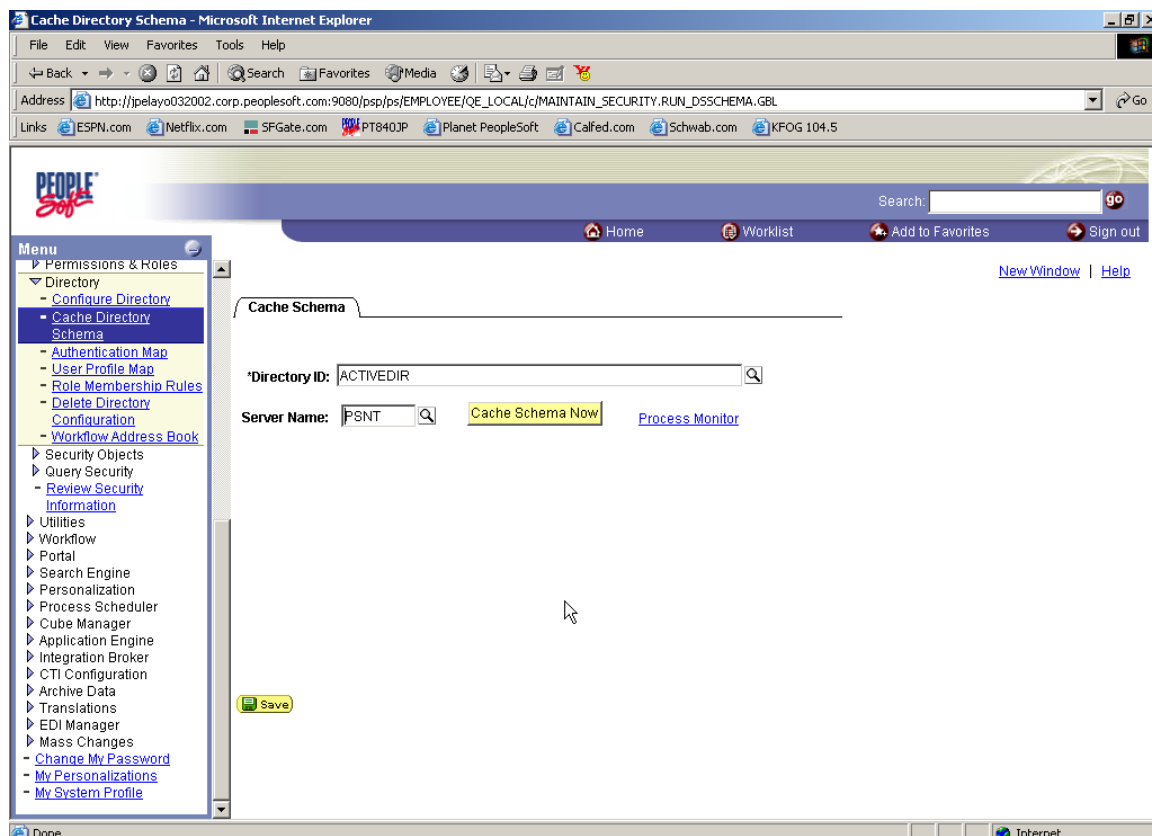 Cache Directory Schema - Microsoft Internet Explorer
File Edit View Favorites Tools Help
Back Search Favorites Media
Address http://jpelayo032002.corp.peoplesoft.com:9080/psp/ps/EMPLOYEE/QE_LOCAL/c/MAINTAIN_SECURITY.RUN_DSSCHEMA.GBL Go
Links ESPN.com Netflix.com SFGate.com PT840JP Planet PeopleSoft Calfed.com Schwab.com KFOG 104.5
PEOPLE
Soft
Search: go
Home Worklist Add to Favorites Sign out
Menu
Permissions & Roles
Directory
- Configure Directory
- Cache Directory
Schema
- Authentication Map
- User Profile Map
- Role Membership Rules
- Delete Directory
Configuration
- Workflow Address Book
Security Objects
Query Security
- Review Security
Information
Utilities
Workflow
Portal
Search Engine
Personalization
Process Scheduler
Cube Manager
Application Engine
Integration Broker
CTI Configuration
Archive Data
Translations
EDI Manager
Mass Changes
- Change My Password
- My Personalizations
- My System Profile
New Window | Help
Cache Schema
*Directory ID: ACTIVEDIR
Server Name: PSNT Cache Schema Now Process Monitor
Save
Done Internet